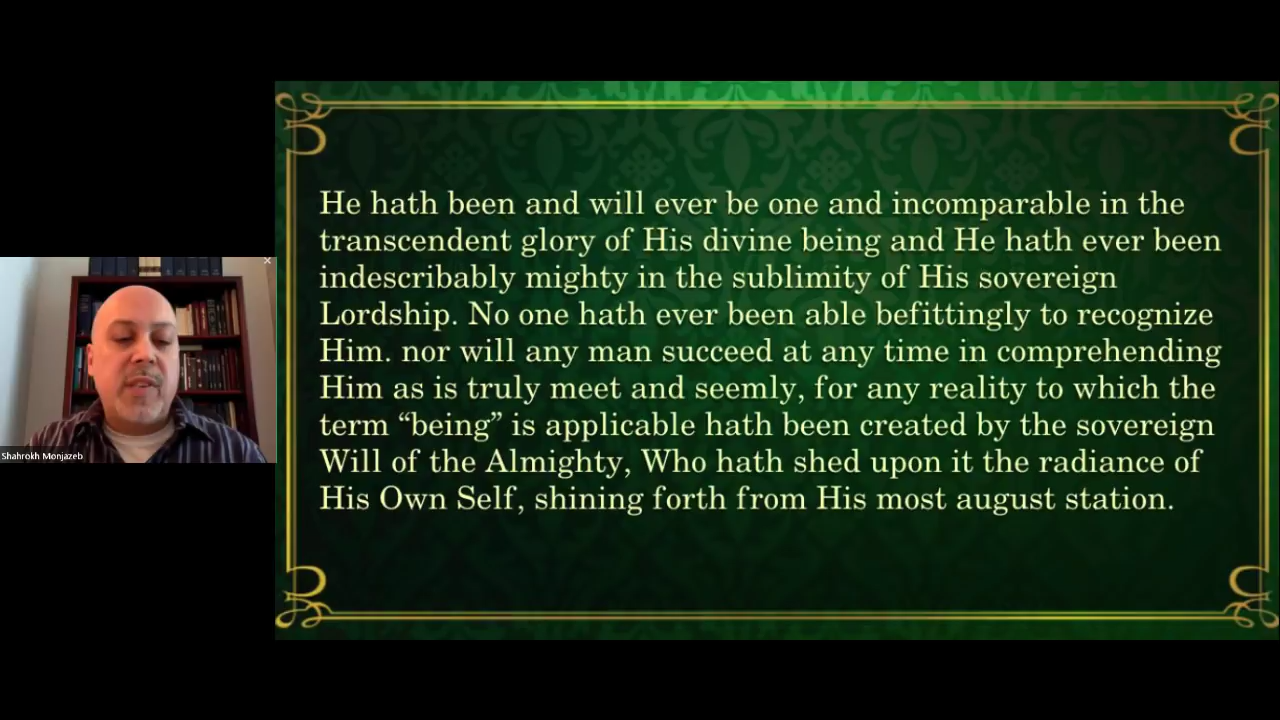 He hath been and will ever be one and incomparable in the
transcendent glory of His divine being and He hath ever been
indescribably mighty in the sublimity of His sovereign
Lordship. No one hath ever been able befittingly to recognize
Him. nor will any man succeed at any time in comprehending
Him as is truly meet and seemly, for any reality to which the
term “being” is applicable hath been created by the sovereign
Will of the Almighty, Who hath shed upon it the radiance of
His Own Self, shining forth from His most august station.
Shahrokh Monjazeb